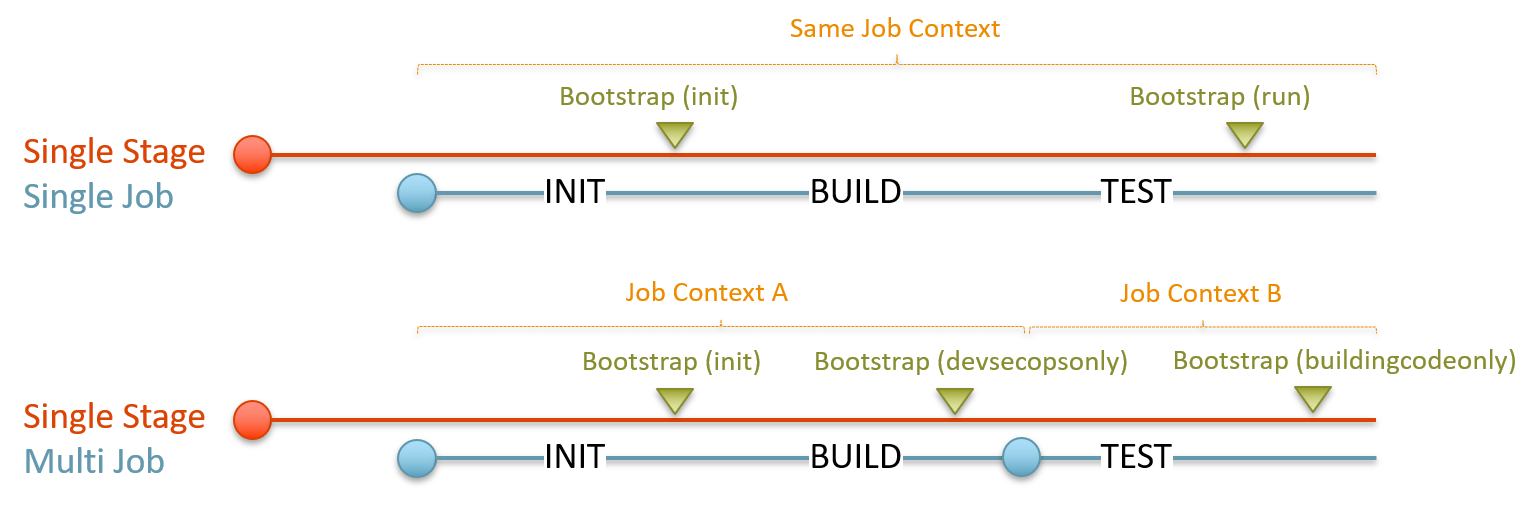 Same Job Context
Bootstrap (init)
Bootstrap (run)
Single Stage
Single Job
INIT
BUILD
TEST
Job Context A
Job Context B
Bootstrap (init)
Bootstrap (devsecopsonly)
Bootstrap (buildingcodeonly)
Single Stage
Multi Job
INIT
BUILD
TEST